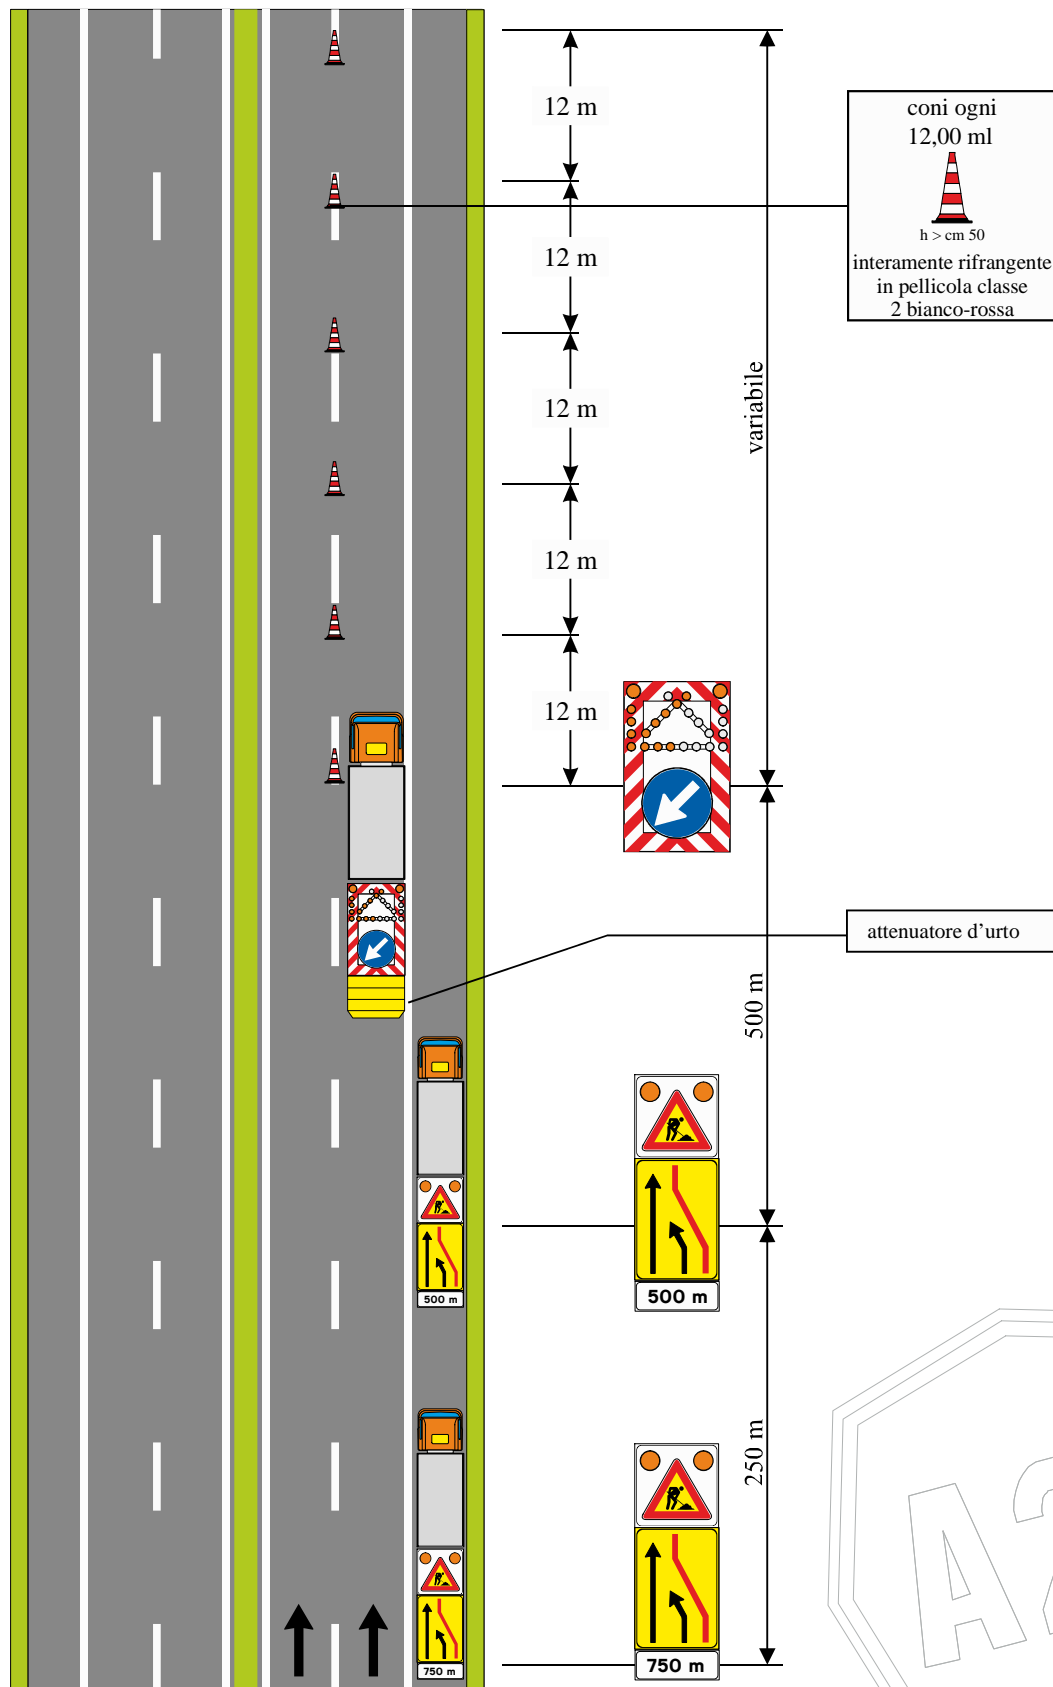 12 m
coni ogni
12,00 ml
h > cm 50
interamente rifrangente
in pellicola classe
2 bianco-rossa
12 m
12 m
variabile
12 m
12 m
attenuatore d'urto
500 m
500 m
500 m
250 m
750 m
750 m
A2